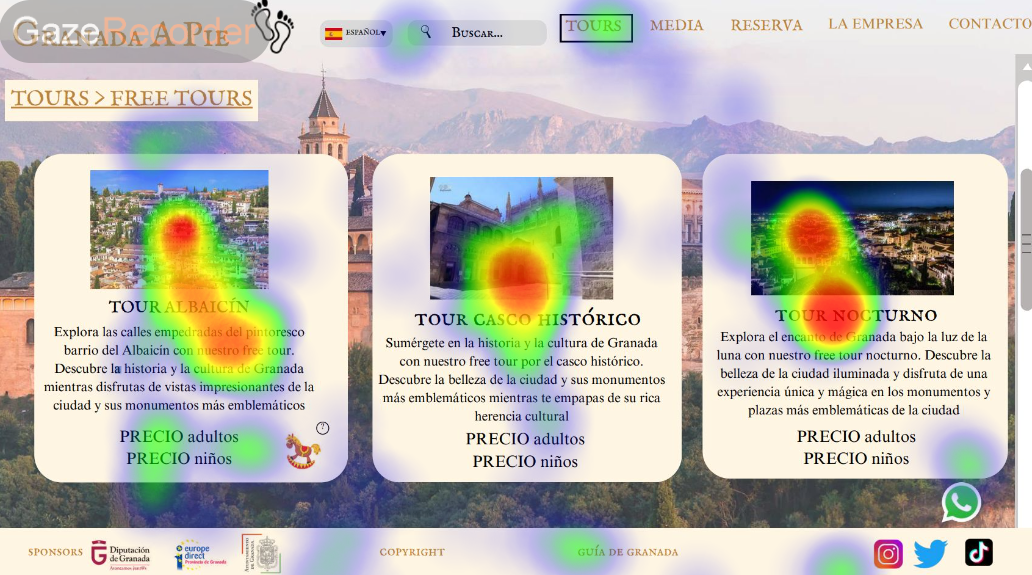 GazeRecorder
GRANADA A PIE
ESPAÑOL▼
BUSCAR...
TOURS
MEDIA
RESERVA
LA EMPRESA
CONTACTO
TOURS > FREE TOURS
TOUR ALBAICÍN
Explora las calles empedradas del pintoresco
barrio del Albaicín con nuestro free tour.
Descubre la historia y la cultura de Granada
mientras disfrutas de vistas impresionantes de la
ciudad y sus monumentos más emblemáticos
PRECIO adultos
PRECIO niños
?
TOUR CASCO HISTÓRICO
Sumérgete en la historia y la cultura de Granada
con nuestro free tour por el casco histórico.
Descubre la belleza de la ciudad y sus monumentos
más emblemáticos mientras te empapas de su rica
herencia cultural
PRECIO adultos
PRECIO niños
TOUR NOCTURNO
Explora el encanto de Granada bajo la luz de la
luna con nuestro free tour nocturno. Descubre la
belleza de la ciudad iluminada y disfruta de una
experiencia única y mágica en los monumentos y
plazas más emblemáticas de la ciudad
PRECIO adultos
PRECIO niños
SPONSORS
Diputación
de Granada
europe
direct
Provincia de Granada
COPYRIGHT
GUÍA DE GRANADA